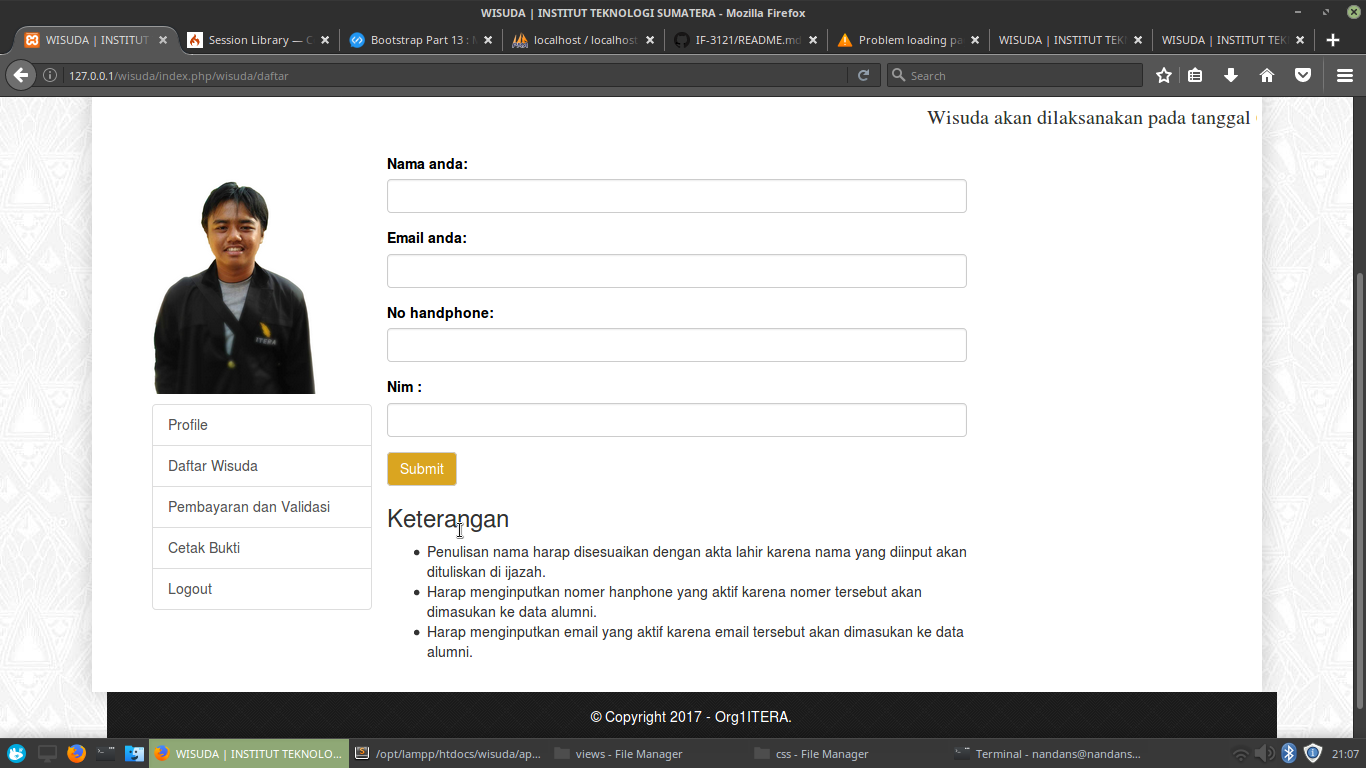 WISUDA | INSTITUT TEKNOLOGI SUMATERA - Mozilla Firefox
WISUDA | INSTITUT
Session Library — C
Bootstrap Part 13 :
localhost / localhost
IF-3121/README.md
Problem loading pa
WISUDA | INSTITUT TEK
WISUDA | INSTITUT TEK
127.0.0.1/wisuda/index.php/wisuda/daftar
Search
Wisuda akan dilaksanakan pada tanggal
Nama anda:
Email anda:
No handphone:
Nim :
Submit
ITERA
Profile
Daftar Wisuda
Pembayaran dan Validasi
Cetak Bukti
Logout
Keterangan
Penulisan nama harap disesuaikan dengan akta lahir karena nama yang diinput akan
dituliskan di ijazah.
Harap menginputkan nomer hanphone yang aktif karena nomer tersebut akan
dimasukan ke data alumni.
Harap menginputkan email yang aktif karena email tersebut akan dimasukan ke data
alumni.
© Copyright 2017 - Org1ITERA.
WISUDA | INSTITUT TEKNOLO...
/opt/lampp/htdocs/wisuda/ap...
views - File Manager
css - File Manager
Terminal - nandans@nandans...
21:07